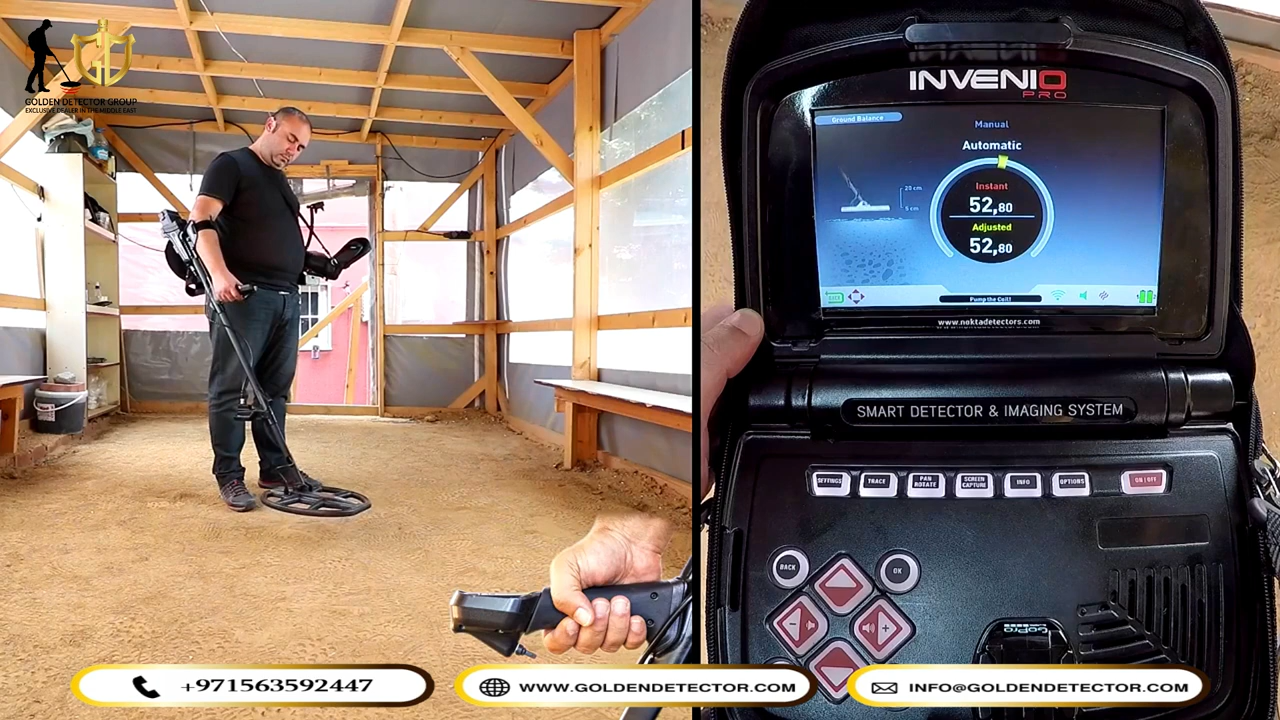 GOLDEN DETECTOR GROUP
EXCLUSIVE DEALER IN THE MIDDLE EAST
INVENIO
PRO
Ground Balance
Manual
Automatic
Instant
52,80
Adjusted
52,80
20 cm
5 cm
BACK
Pump the Coil!
www.noktadetectors.com
SMART DETECTOR & IMAGING SYSTEM
SETTINGS
TRACE
PAN ROTATE
SCREEN CAPTURE
INFO
OPTIONS
ON | OFF
BACK
OK
-
+
GoPro
+971563592447
WWW.GOLDENDETECTOR.COM
INFO@GOLDENDETECTOR.COM